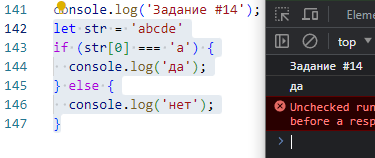 141 console.log('Задание #14');
142 let str = 'abcde'
143 if (str[0] === 'a') {
144 console.log('да');
145 } else {
146 console.log('нет');
147 }
Elemen
top
Задание #14
да
Unchecked run
before a resp